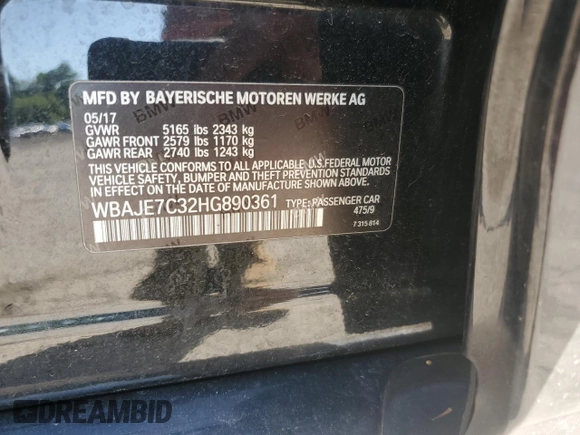 MFD BY BAYERISCHE MOTOREN WERKE AG
05/17
GVWR 5165 lbs 2343 kg
GAWR FRONT 2579 lbs 1170 kg
GAWR REAR 2740 lbs 1243 kg
THIS VEHICLE CONFORMS TO ALL APPLICABLE U.S.FEDERAL MOTOR
VEHICLE SAFETY, BUMPER AND THEFT PREVENTION STANDARDS
IN EFFECT ON THE DATE OF MANUFACTURE SHOWN ABOVE.
WBAJE7C32HG890361 TYPE: PASSENGER CAR
475/9
7 315 814
DREAMBID